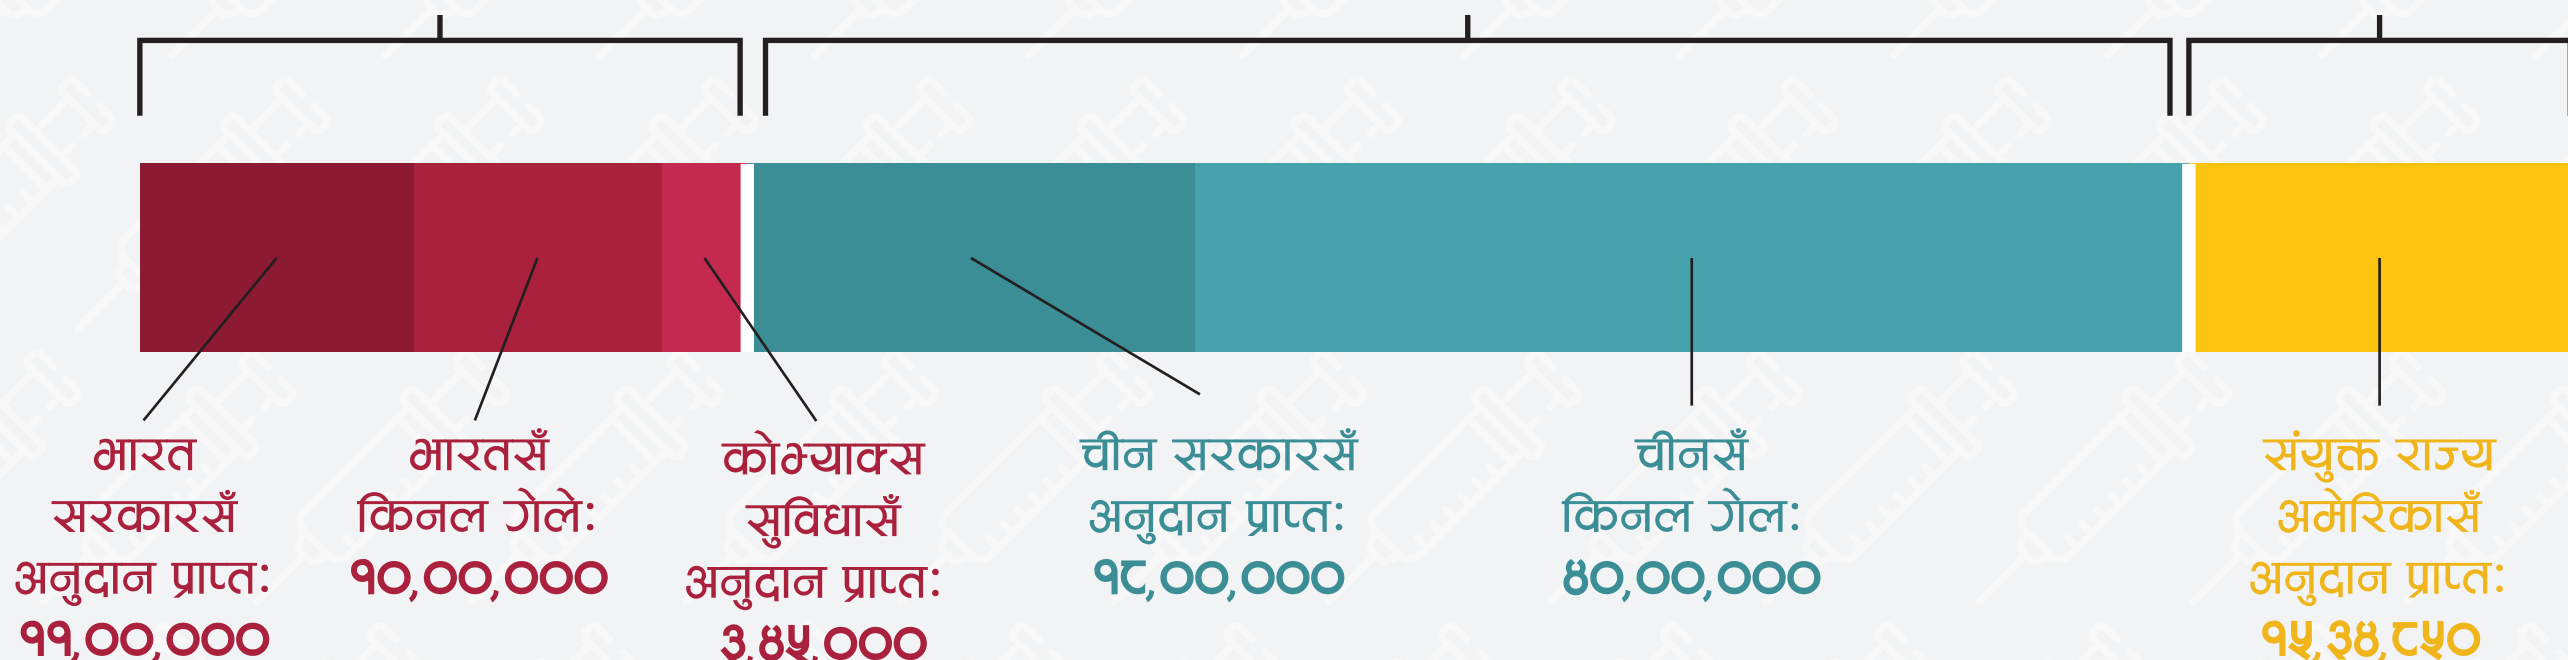 भारत
सरकारसँ
अनुदान प्राप्त:
११,००,०००
भारतसँ
किनल गेले:
१०,००,०००
कोभ्याक्स
सुविधासँ
अनुदान प्राप्त:
३,४५,०००
चीन सरकारसँ
अनुदान प्राप्त:
१८,००,०००
चीनसँ
किनल गेल:
४०,००,०००
संयुक्त राज्य
अमेरिकासँ
अनुदान प्राप्त:
१५,३४,८५०